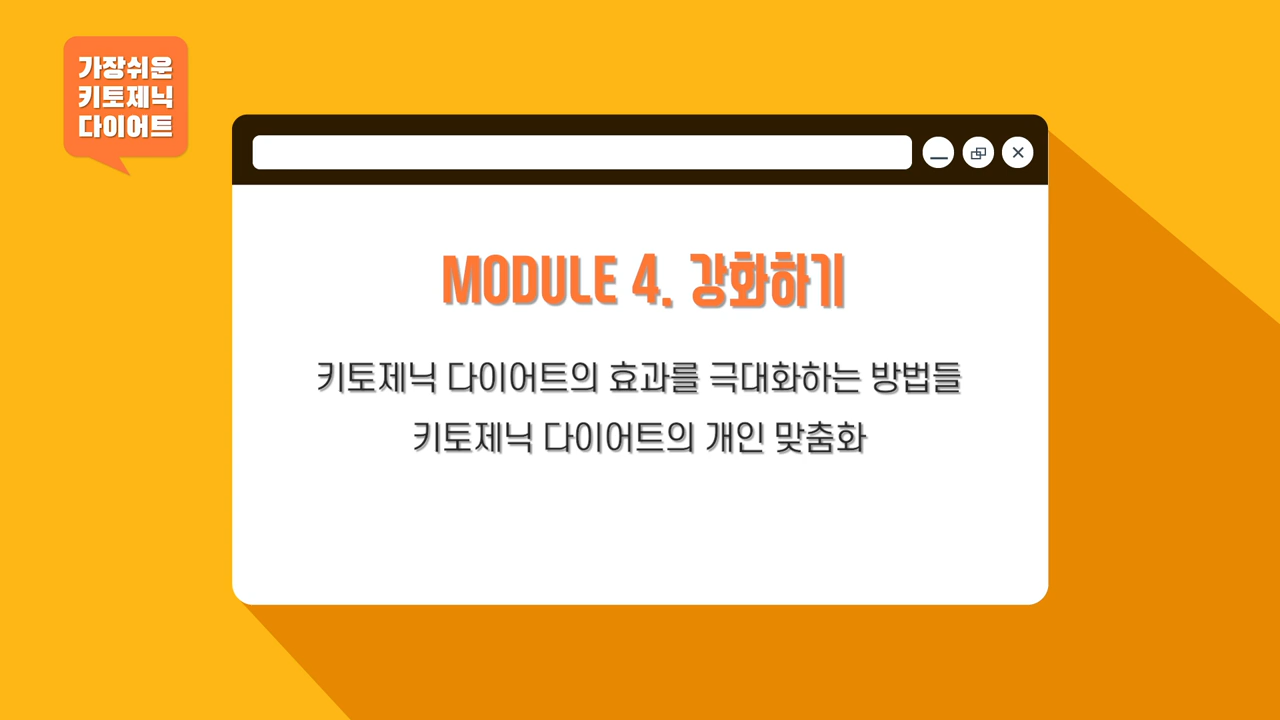 가장쉬운
키토제닉
다이어트
MODULE 4. 강화하기
키토제닉 다이어트의 효과를 극대화하는 방법들
키토제닉 다이어트의 개인 맞춤화